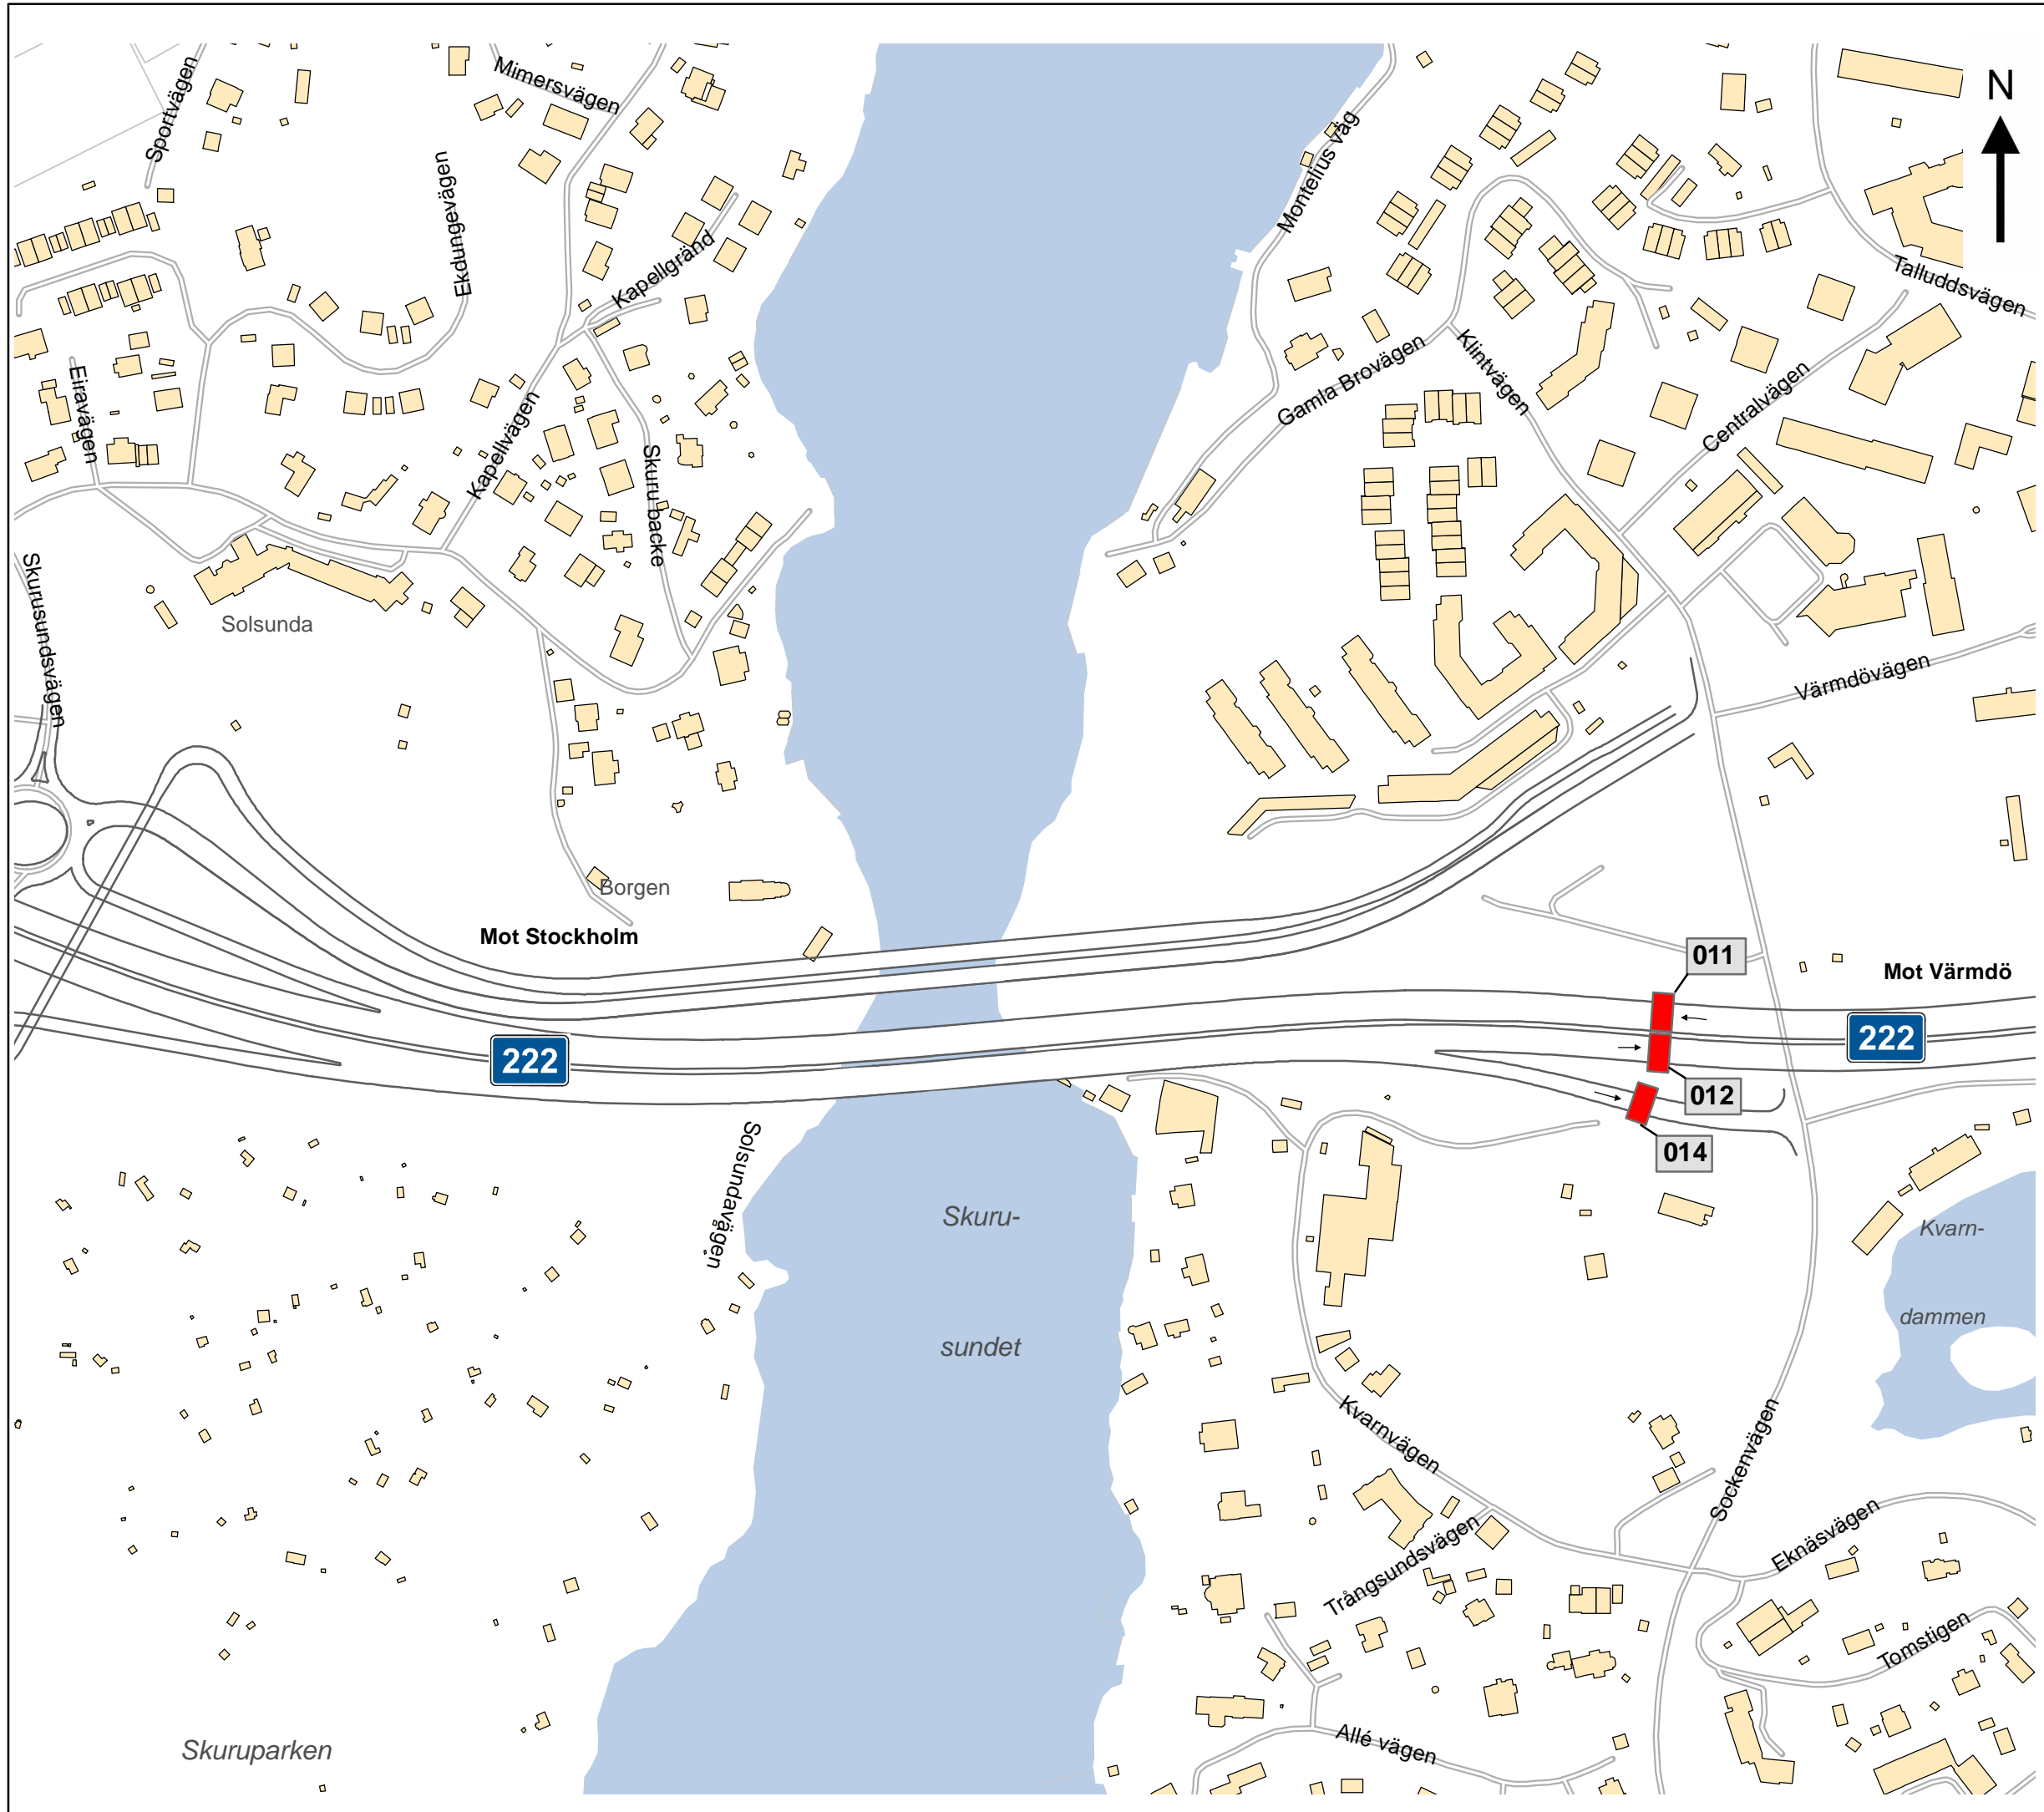 N
Sportvägen
Mimersvägen
Ekdungevägen
Kapellgränd
Montelius väg
Talluddsvägen
Eiravägen
Kapellvägen
Skuru backe
Gamla Brovägen
Klintvägen
Centralvägen
Skurusundsvägen
Solsunda
Värmdövägen
Borgen
Mot Stockholm
011
Mot Värmdö
222
222
012
014
Solsundavägen
Skuru-
sundet
Kvarn-
dammen
Kvarnvägen
Sockenvägen
Trångsundsvägen
Eknäsvägen
Tomstigen
Allé vägen
Skuruparken